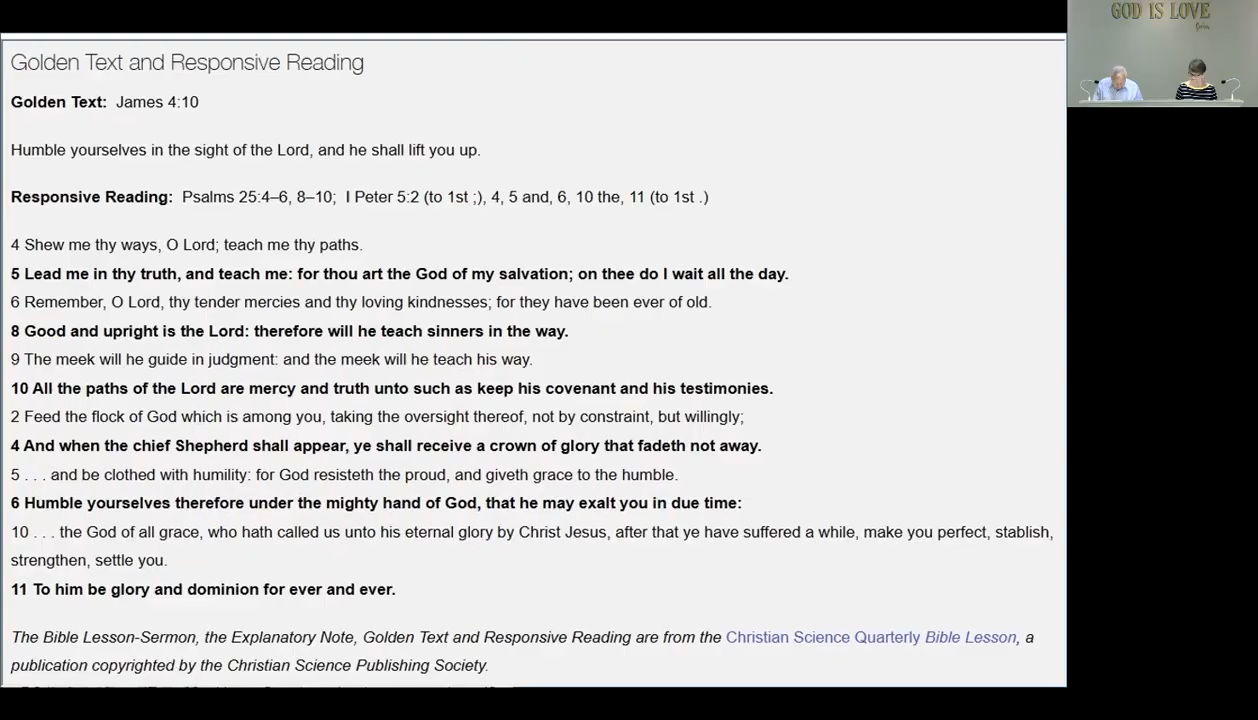 Golden Text and Responsive Reading
Golden Text: James 4:10
Humble yourselves in the sight of the Lord, and he shall lift you up.
Responsive Reading: Psalms 25:4–6, 8–10; I Peter 5:2 (to 1st ;), 4, 5 and, 6, 10 the, 11 (to 1st .)
4 Shew me thy ways, O Lord; teach me thy paths.
5 Lead me in thy truth, and teach me: for thou art the God of my salvation; on thee do I wait all the day.
6 Remember, O Lord, thy tender mercies and thy loving kindnesses; for they have been ever of old.
8 Good and upright is the Lord: therefore will he teach sinners in the way.
9 The meek will he guide in judgment: and the meek will he teach his way.
10 All the paths of the Lord are mercy and truth unto such as keep his covenant and his testimonies.
2 Feed the flock of God which is among you, taking the oversight thereof, not by constraint, but willingly;
4 And when the chief Shepherd shall appear, ye shall receive a crown of glory that fadeth not away.
5 . . . and be clothed with humility: for God resisteth the proud, and giveth grace to the humble.
6 Humble yourselves therefore under the mighty hand of God, that he may exalt you in due time:
10 . . . the God of all grace, who hath called us unto his eternal glory by Christ Jesus, after that ye have suffered a while, make you perfect, stablish,
strengthen, settle you.
11 To him be glory and dominion for ever and ever.
The Bible Lesson-Sermon, the Explanatory Note, Golden Text and Responsive Reading are from the Christian Science Quarterly Bible Lesson, a
publication copyrighted by the Christian Science Publishing Society.
GOD IS LOVE